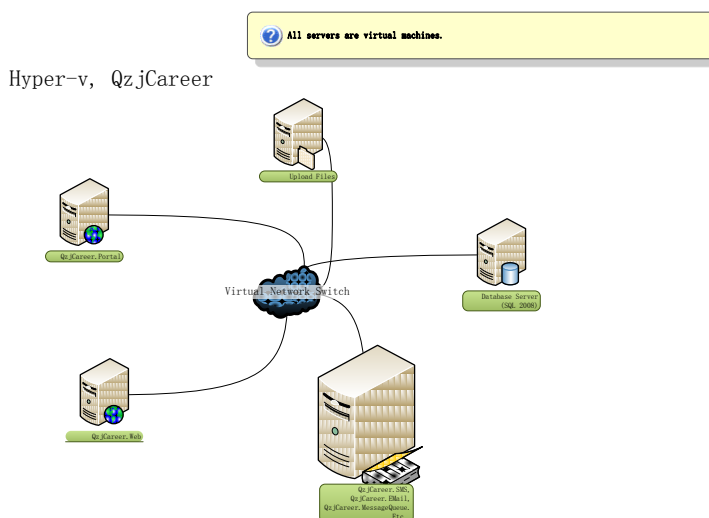 All servers are virtual machines.
Hyper-v, QzjCareer
Upload Files
QzjCareer.Portal
Virtual Network Switch
Database Server
(SQL 2008)
QzjCareer.Web
QzjCareer.SMS,
QzjCareer.EMail,
QzjCareer.MessageQueue.
Etc